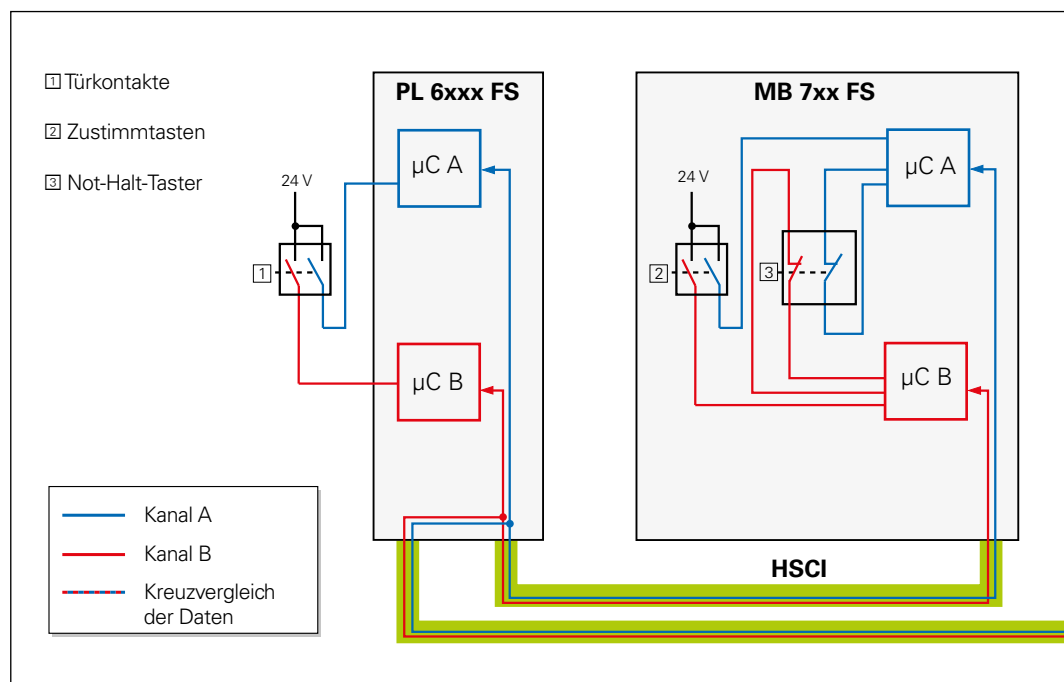 1 Türkontakte
2 Zustimmtasten
3 Not-Halt-Taster
PL 6xxx FS
µC A
24 V
1
µC B
MB 7xx FS
µC A
24 V
2
3
µC B
HSCI
Kanal A
Kanal B
Kreuzvergleich
der Daten